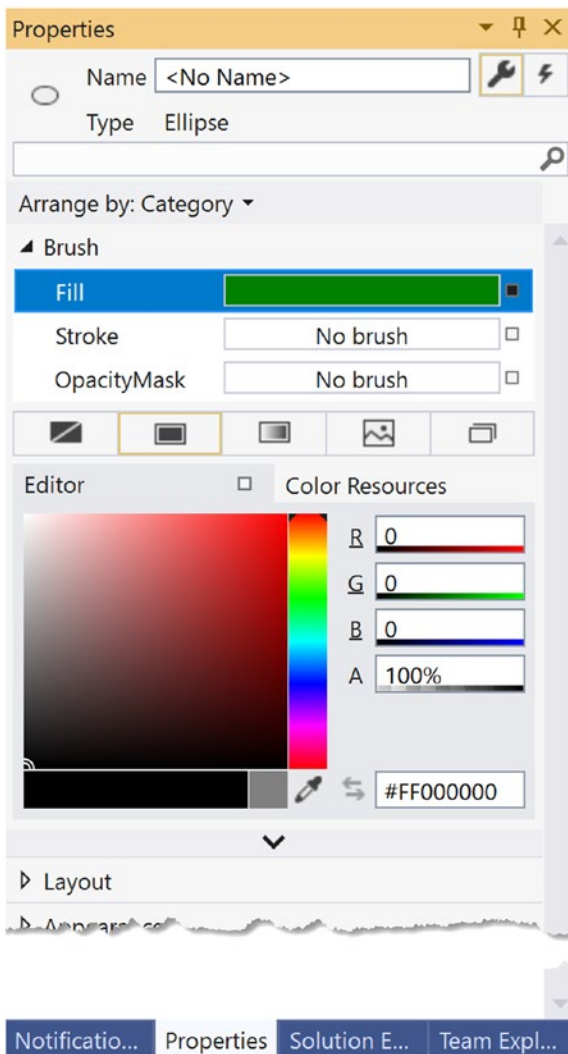 Properties
Name <No Name>
Type Ellipse
Arrange by: Category
Brush
Fill
Stroke No brush
OpacityMask No brush
Editor Color Resources
R 0
G 0
B 0
A 100%
#FF000000
Layout
Appearance
Notificatio... Properties Solution E... Team Expl...